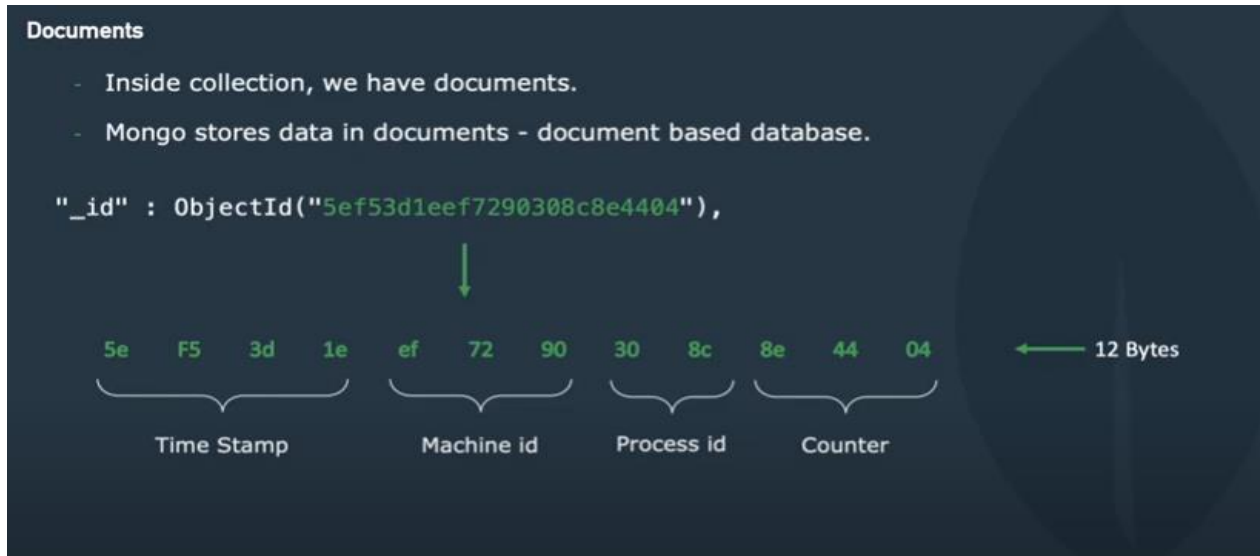 Documents
- Inside collection, we have documents.
- Mongo stores data in documents - document based database.
"_id" : ObjectId("5ef53d1eef7290308c8e4404"),
5e F5 3d 1e ef 72 90 30 8c 8e 44 04 12 Bytes
Time Stamp Machine id Process id Counter